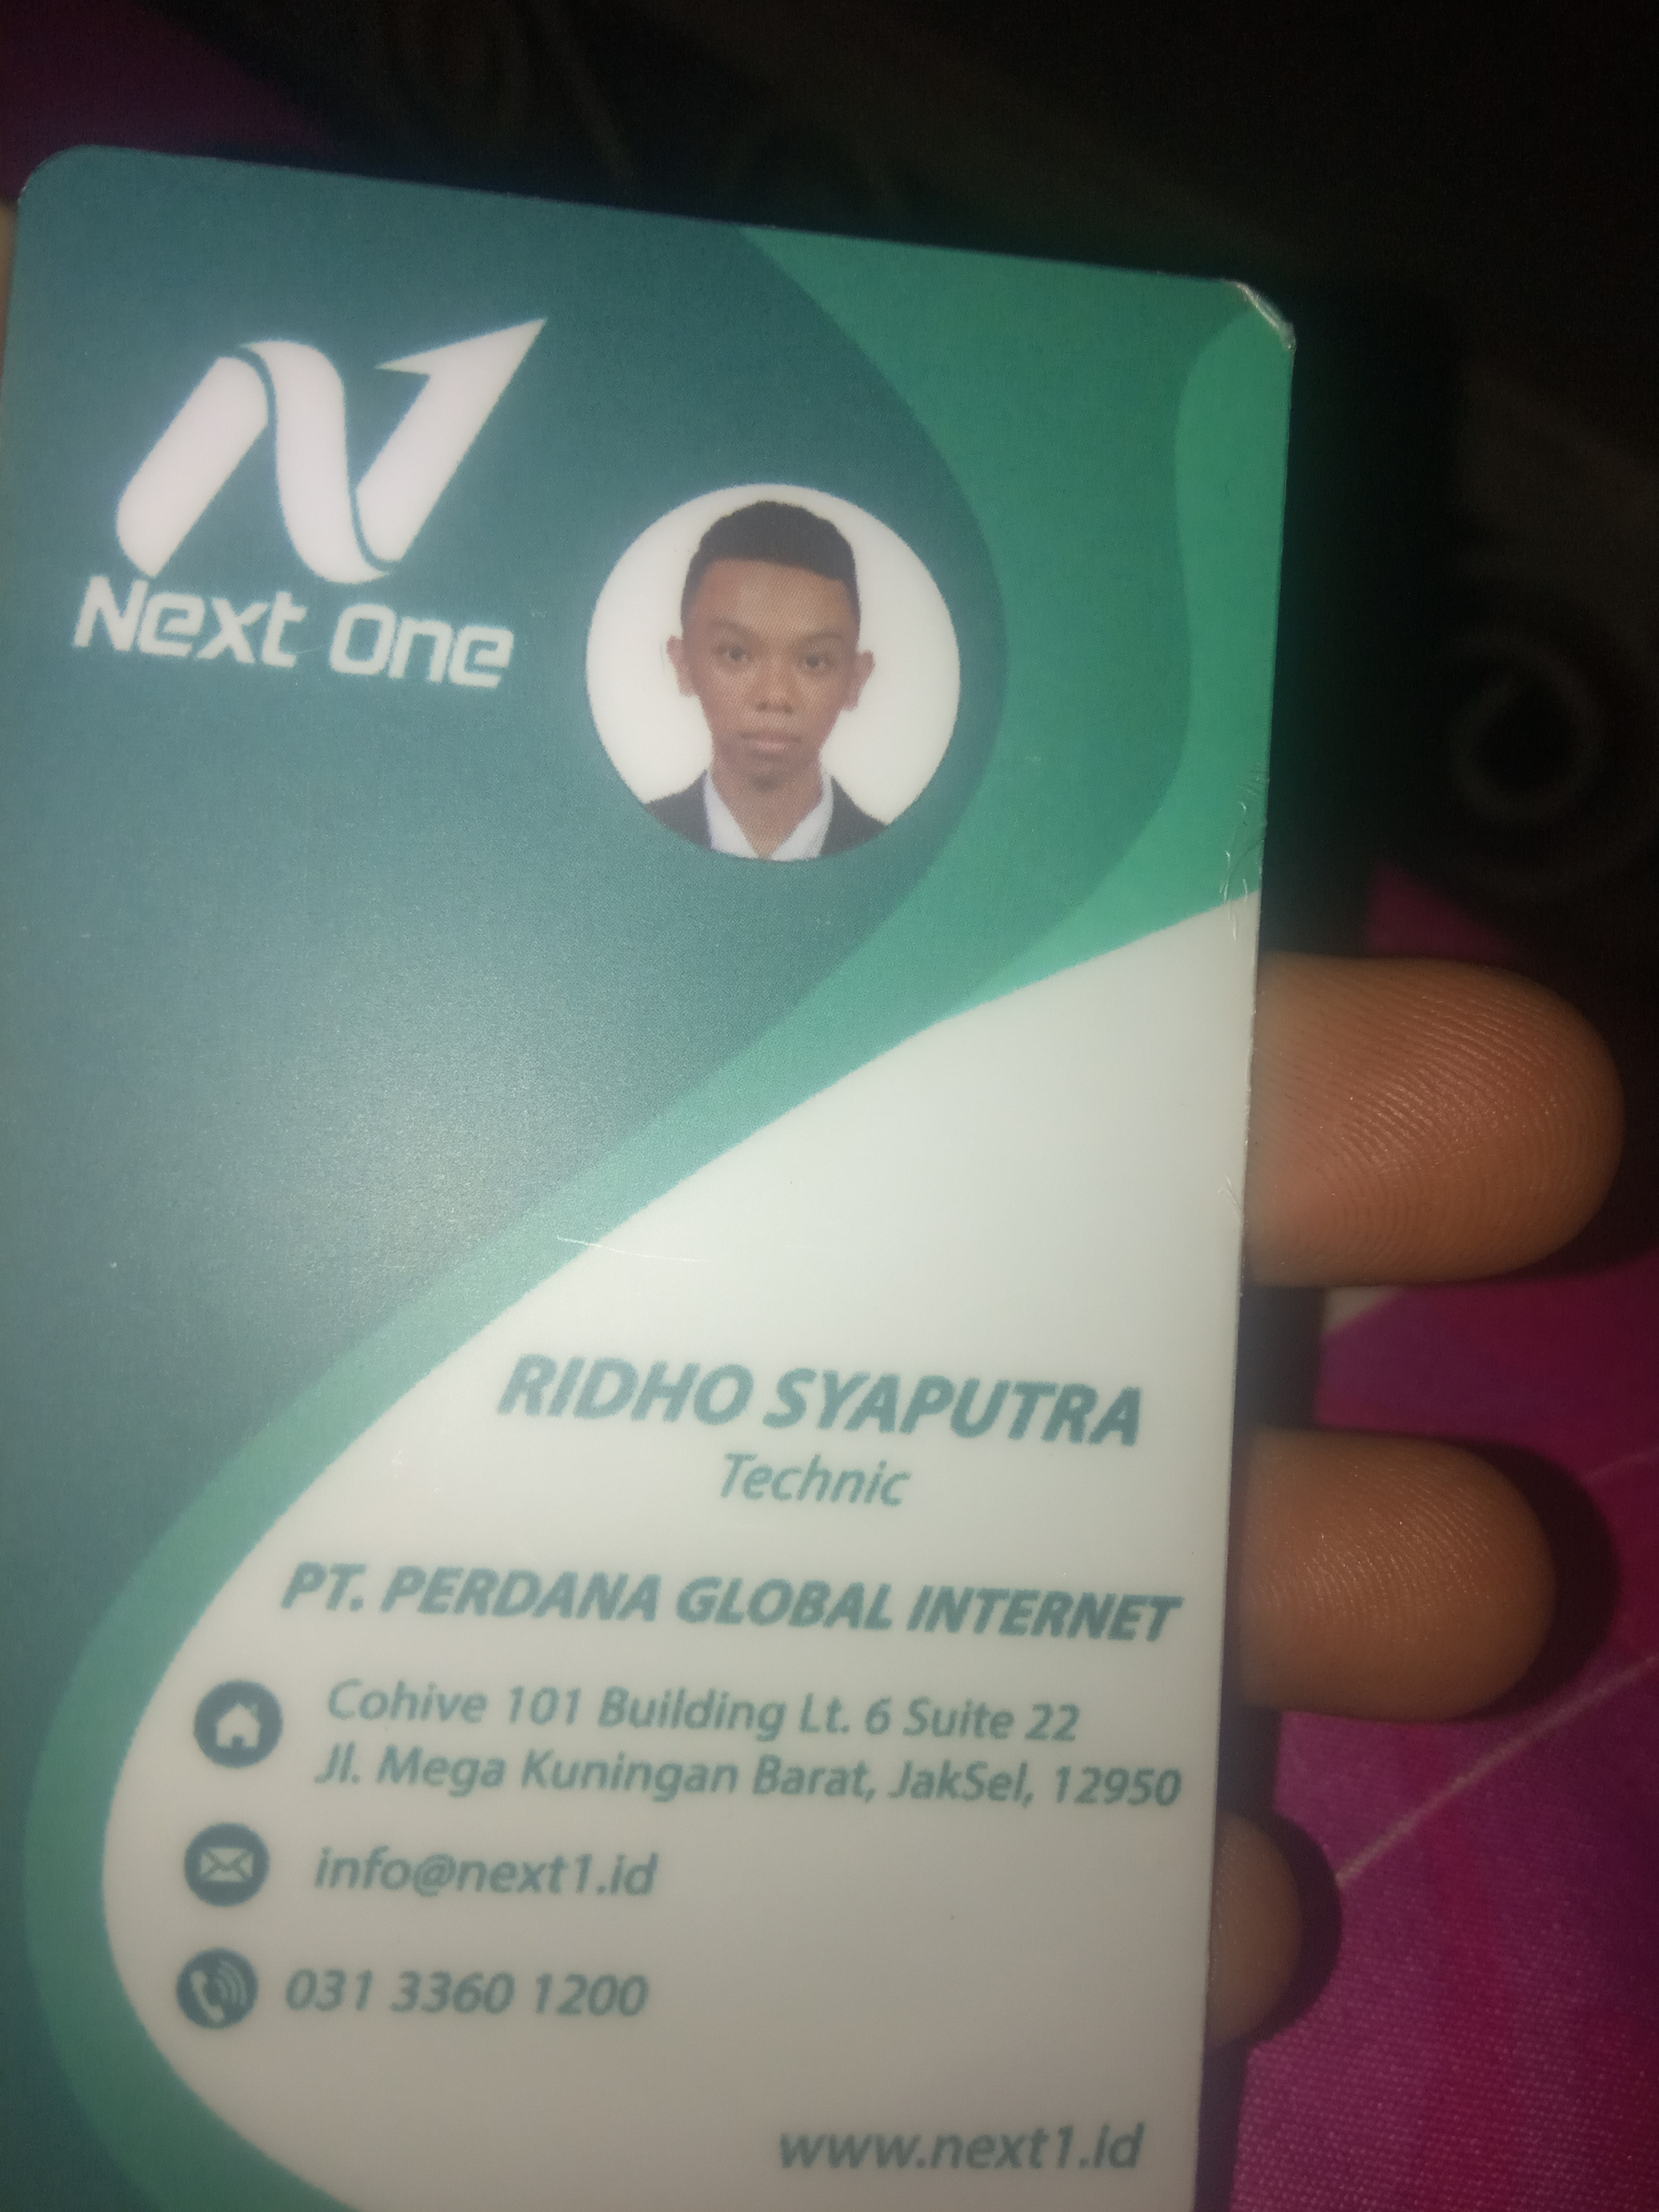 Next One
RIDHO SYAPUTRA
Technic
PT. PERDANA GLOBAL INTERNET
Cohive 101 Building Lt. 6 Suite 22
Jl. Mega Kuningan Barat, JakSel, 12950
info@next1.id
031 3360 1200
www.next1.id